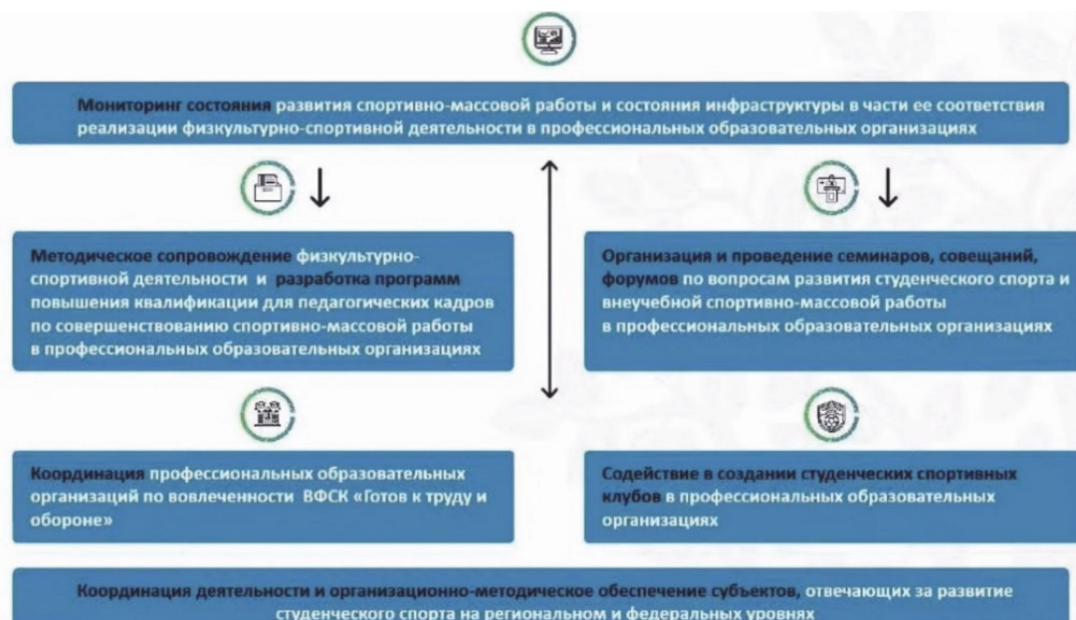 Мониторинг состояния развития спортивно-массовой работы и состояния инфраструктуры в части ее соответствия
реализации физкультурно-спортивной деятельности в профессиональных образовательных организациях
Методическое сопровождение физкультурно-
спортивной деятельности и разработка программ
повышения квалификации для педагогических кадров
по совершенствованию спортивно-массовой работы
в профессиональных образовательных организациях
Организация и проведение семинаров, совещаний,
форумов по вопросам развития студенческого спорта и
внеучебной спортивно-массовой работы
в профессиональных образовательных организациях
Координация профессиональных образовательных
организаций по вовлеченности ВФСК «Готов к труду и
обороне»
Содействие в создании студенческих спортивных
клубов в профессиональных образовательных
организациях
Координация деятельности и организационно-методическое обеспечение субъектов, отвечающих за развитие
студенческого спорта на региональном и федеральных уровнях